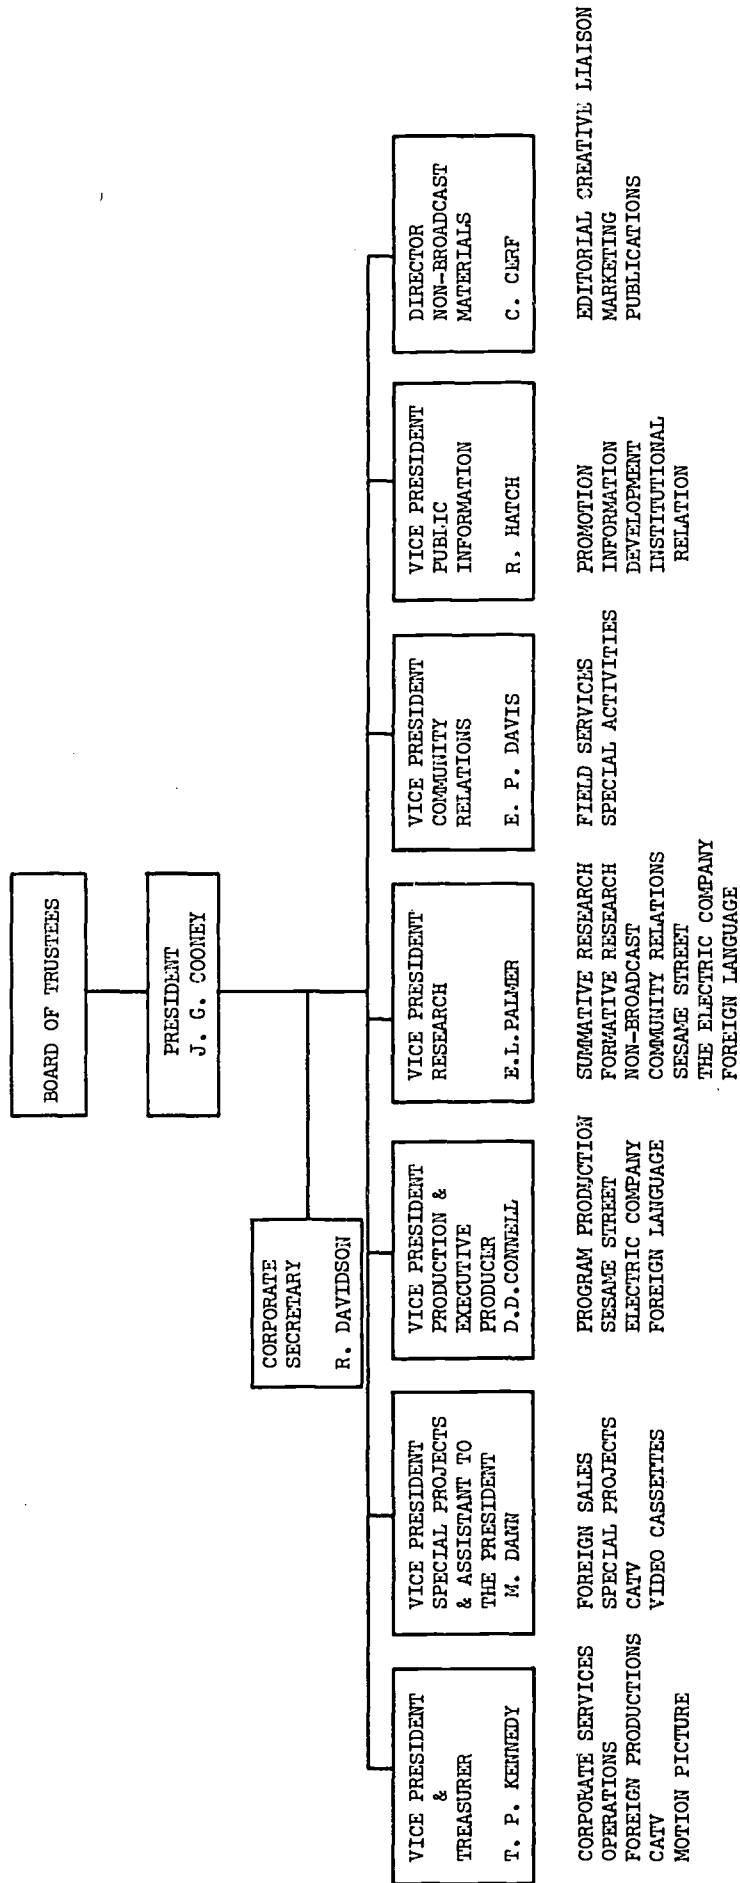 BOARD OF TRUSTEES
PRESIDENT
J. G. COONEY
CORPORATE
SECRETARY
R. DAVIDSON
VICE PRESIDENT
&
TREASURER
T. P. KENNEDY
CORPORATE SERVICES
OPERATIONS
FOREIGN PRODUCTIONS
CATV
MOTION PICTURE
VICE PRESIDENT
SPECIAL PROJECTS
& ASSISTANT TO
THE PRESIDENT
M. DANN
FOREIGN SALES
SPECIAL PROJECTS
CATV
VIDEO CASSETTES
VICE PRESIDENT
PRODUCTION &
EXECUTIVE
PRODUCER
D.D.CONNELL
PROGRAM PRODUCTION
SESAME STREET
ELECTRIC COMPANY
FOREIGN LANGUAGE
VICE PRESIDENT
RESEARCH
E.L.PALMER
SUMMATIVE RESEARCH
FORMATIVE RESEARCH
NON-BROADCAST
COMMUNITY RELATIONS
SESAME STREET
THE ELECTRIC COMPANY
FOREIGN LANGUAGE
VICE PRESIDENT
COMMUNITY
RELATIONS
E. P. DAVIS
FIELD SERVICES
SPECIAL ACTIVITIES
VICE PRESIDENT
PUBLIC
INFORMATION
R. HATCH
PROMOTION
INFORMATION
DEVELOPMENT
INSTITUTIONAL
RELATION
DIRECTOR
NON-BROADCAST
MATERIALS
C. CERF
EDITORIAL CREATIVE LIAISON
MARKETING
PUBLICATIONS